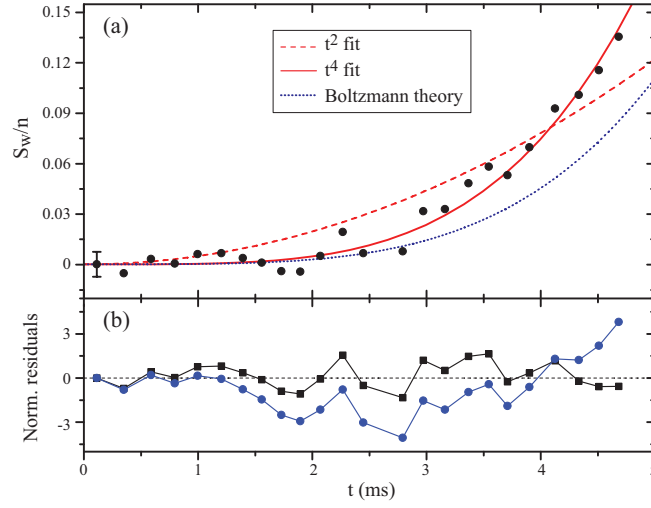 (a)
t² fit
t⁴ fit
Boltzmann theory
0.15
0.12
0.09
0.06
0.03
0
S_w/n
(b)
3
0
-3
Norm. residuals
0
1
2
3
4
5
t (ms)